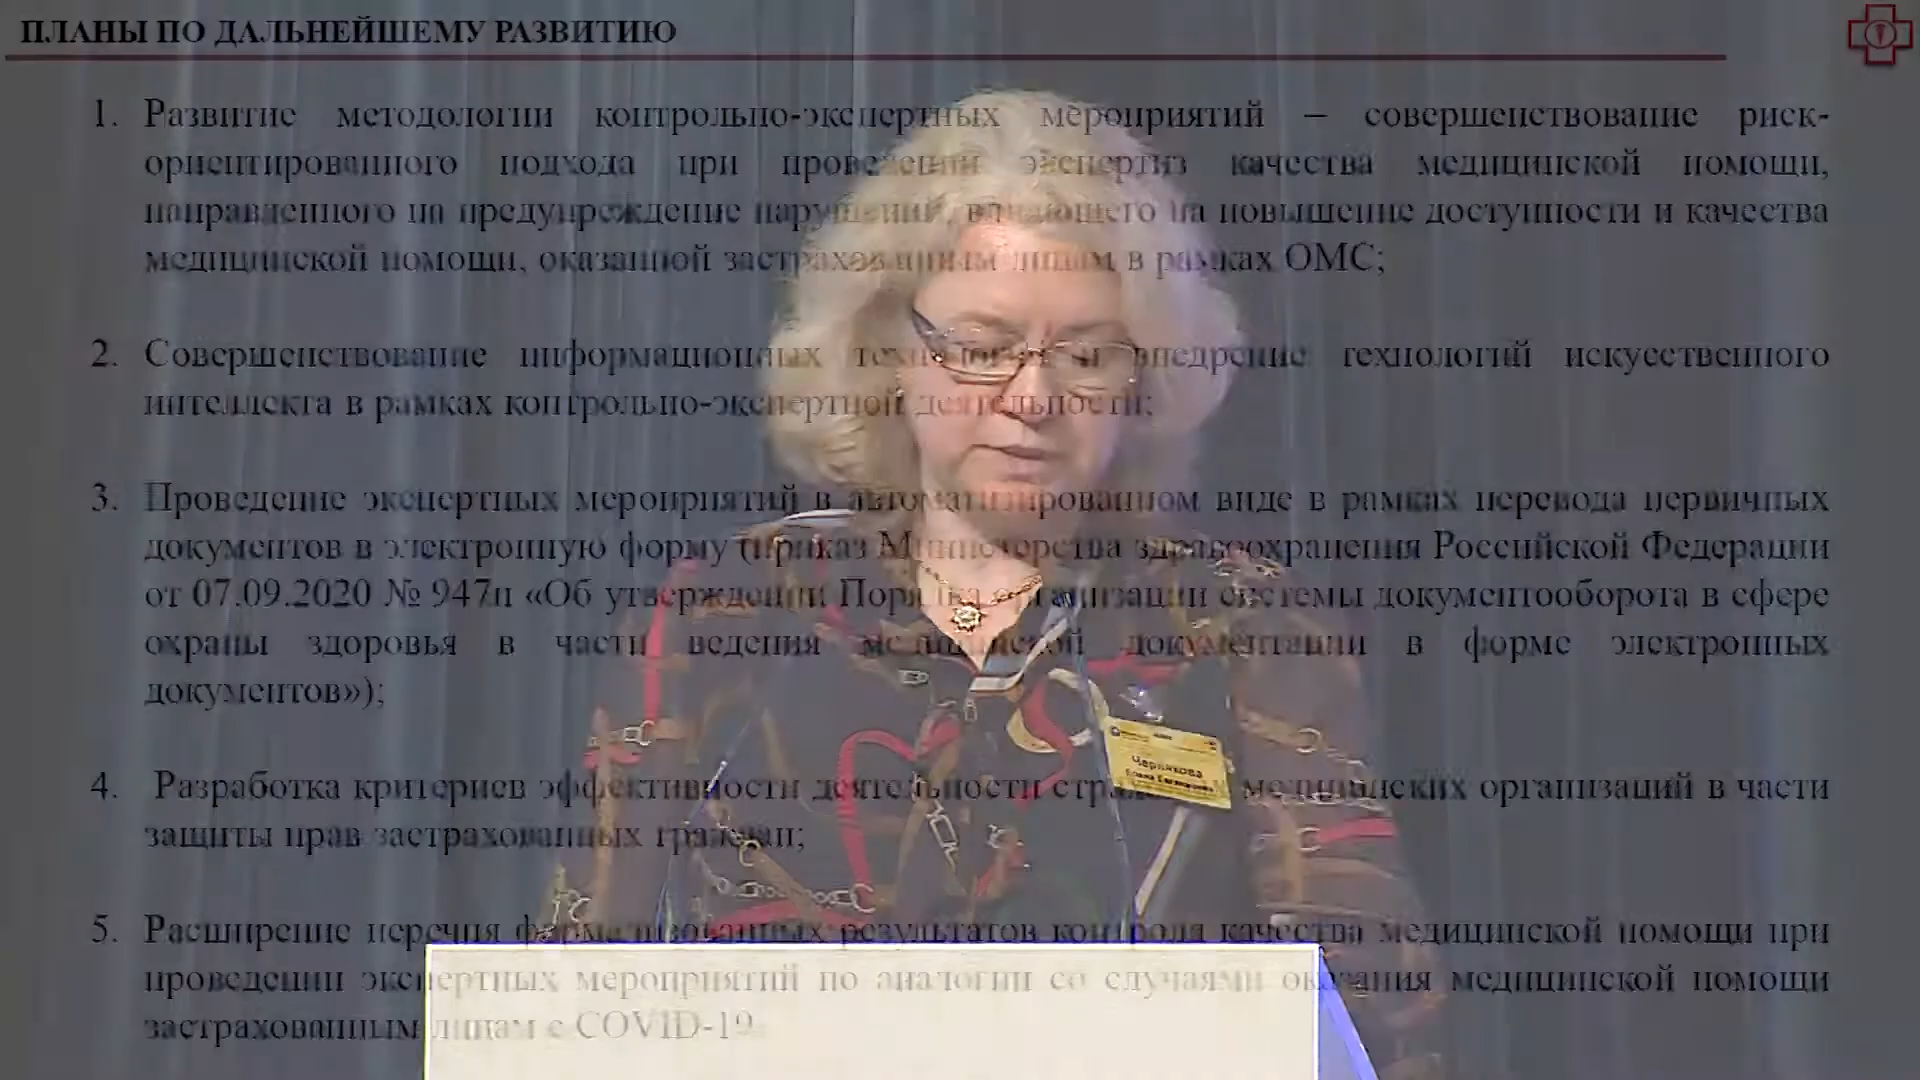 ПЛАНЫ ПО ДАЛЬНЕЙШЕМУ РАЗВИТИЮ
1. Развитие методологии контрольно-экспертных мероприятий – совершенствование риск-
ориентированного подхода при проведении экспертиз качества медицинской помощи,
направленного на предупреждение нарушений, влияющего на повышение доступности и качества
медицинской помощи, оказанной застрахованным лицам в рамках ОМС;
2. Совершенствование информационных технологий и внедрение технологий искусственного
интеллекта в рамках контрольно-экспертной деятельности;
3. Проведение экспертных мероприятий в автоматизированном виде в рамках перевода первичных
документов в электронную форму (приказ Министерства здравоохранения Российской Федерации
от 07.09.2020 № 947н «Об утверждении Порядка организации системы документооборота в сфере
охраны здоровья в части ведения медицинской документации в форме электронных
документов»);
4. Разработка критериев эффективности деятельности страховых медицинских организаций в части
защиты прав застрахованных граждан;
5. Расширение перечня формализованных результатов контроля качества медицинской помощи при
проведении экспертных мероприятий по аналогии со случаями оказания медицинской помощи
застрахованным лицам с COVID-19.
Чернякова